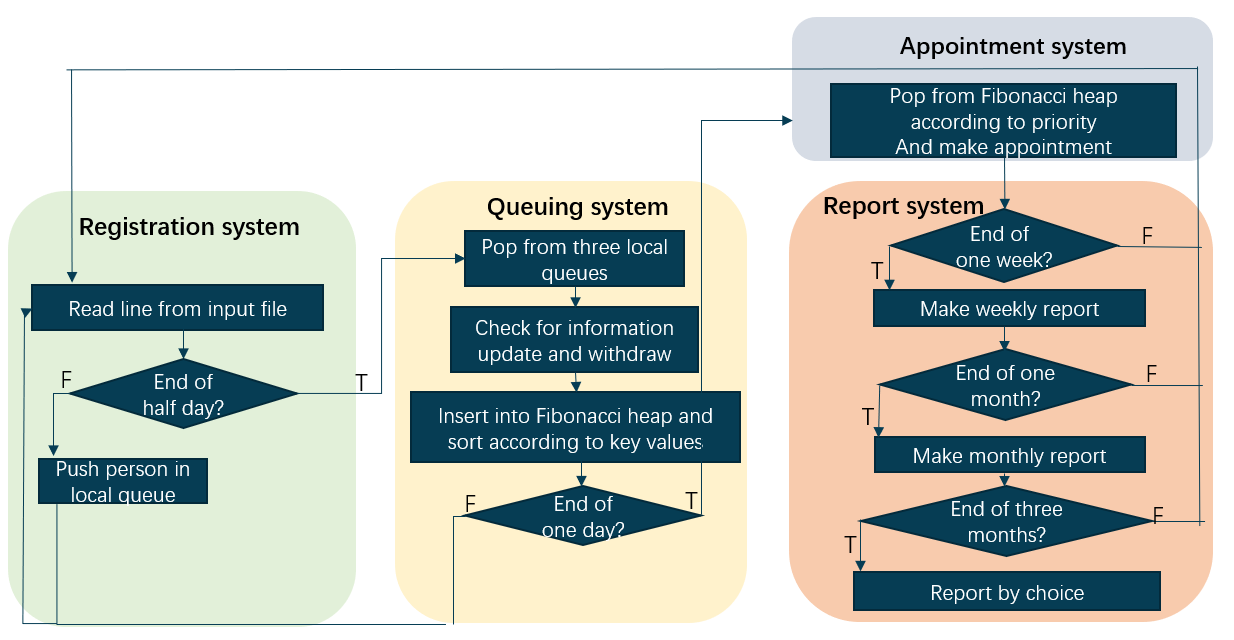 Appointment system
Pop from Fibonacci heap
according to priority
And make appointment
Registration system
Read line from input file
End of
half day?
F
T
Push person in
local queue
Queuing system
Pop from three local
queues
Check for information
update and withdraw
Insert into Fibonacci heap and
sort according to key values
End of
one day?
F
T
Report system
End of
one week?
F
T
Make weekly report
End of one
month?
F
T
Make monthly report
End of three
months?
F
T
Report by choice